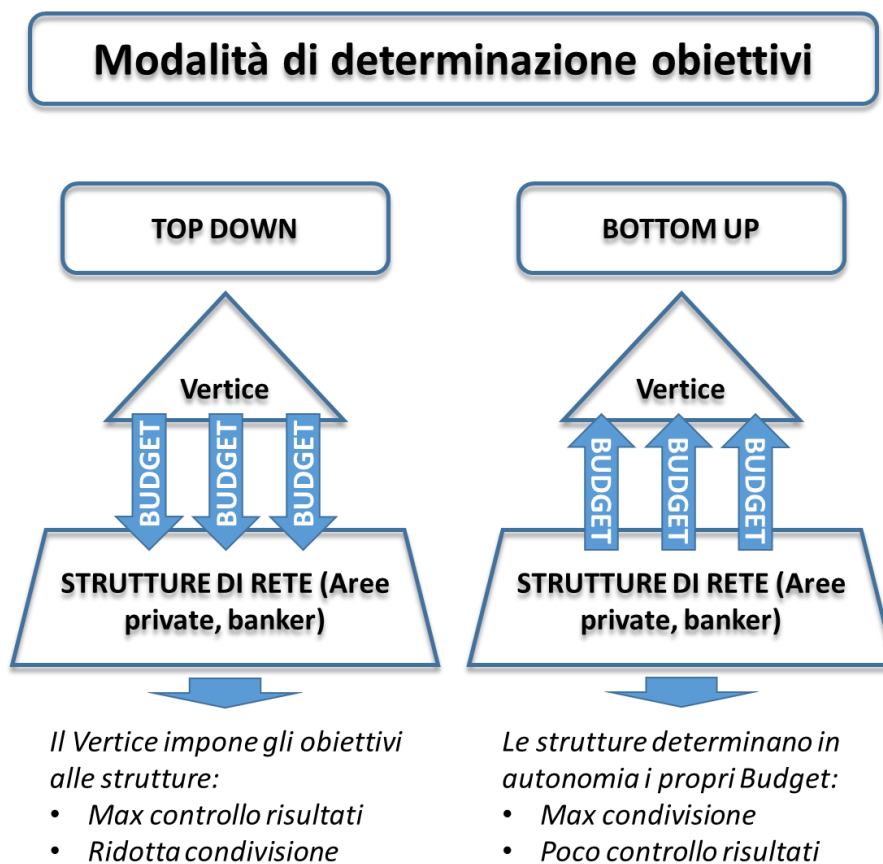 Modalità di determinazione obiettivi
TOP DOWN
Vertice
BUDGET
BUDGET
BUDGET
STRUTTURE DI RETE (Aree
private, banker)
Il Vertice impone gli obiettivi
alle strutture:
• Max controllo risultati
• Ridotta condivisione
BOTTOM UP
Vertice
BUDGET
BUDGET
BUDGET
STRUTTURE DI RETE (Aree
private, banker)
Le strutture determinano in
autonomia i propri Budget:
• Max condivisione
• Poco controllo risultati